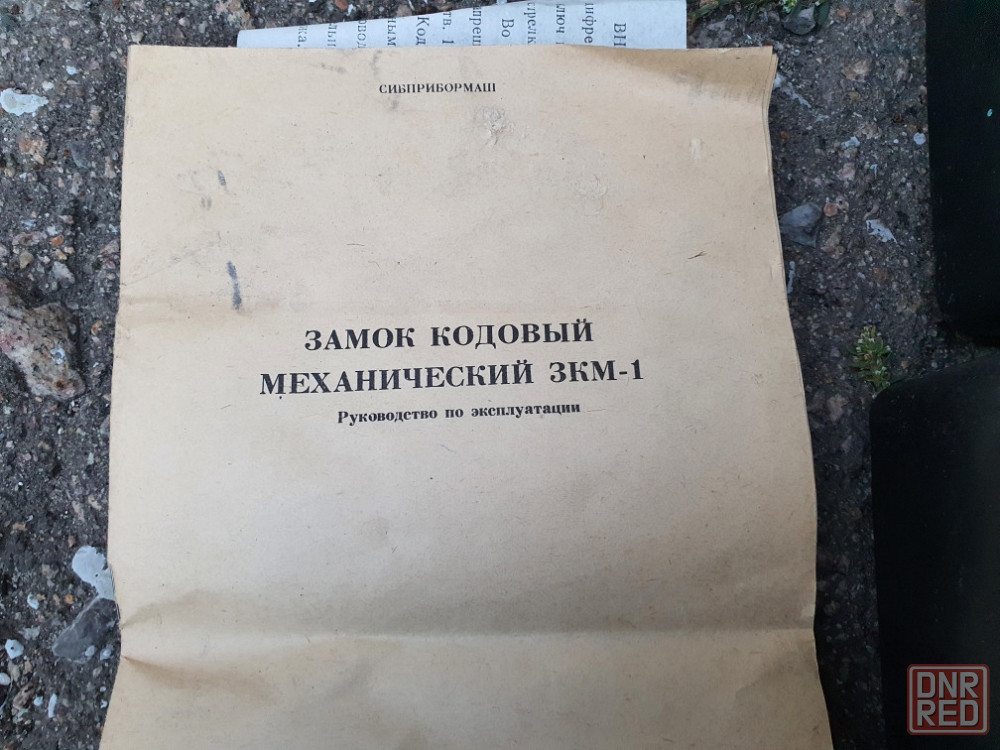 СИБПРИБОРМАШ
ЗАМОК КОДОВЫЙ
МЕХАНИЧЕСКИЙ ЗКМ-1
Руководство по эксплуатации
DNR
RED